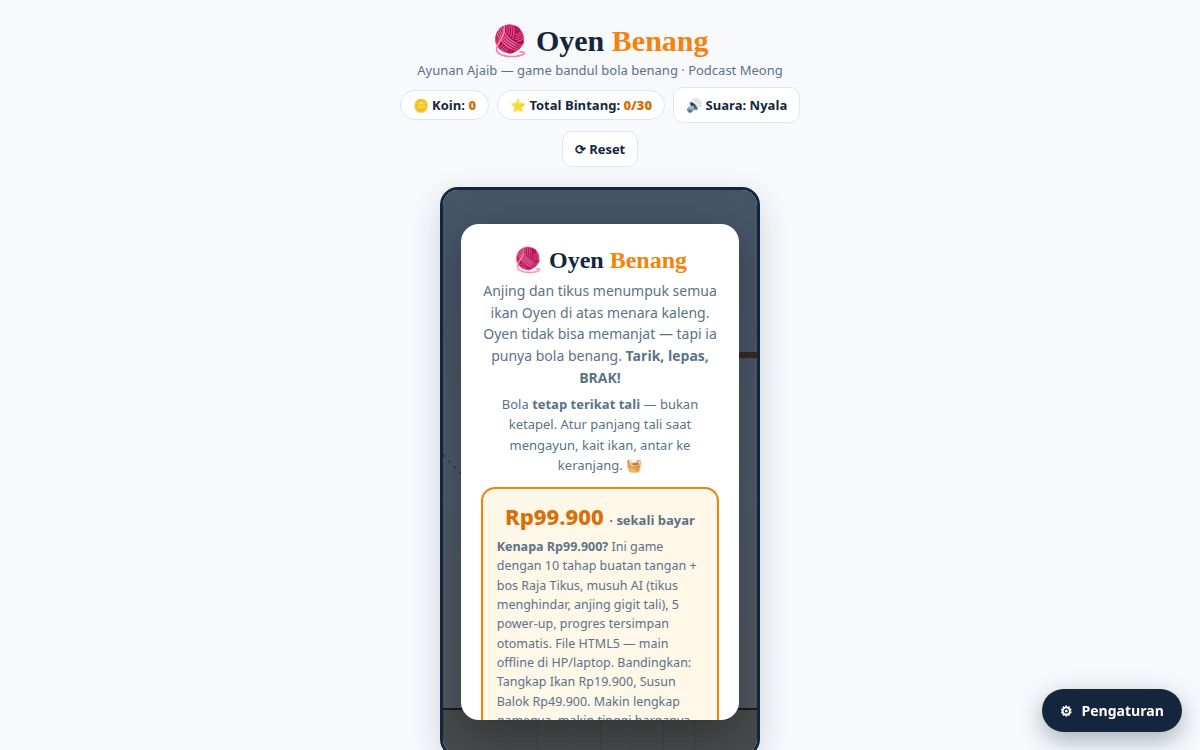 🧶 Oyen Benang
Ayunan Ajaib — game bandul bola benang · Podcast Meong
🪙 Koin: 0
⭐ Total Bintang: 0/30
🔊 Suara: Nyala
⟳ Reset
🧶 Oyen Benang
Anjing dan tikus menumpuk semua
ikan Oyen di atas menara kaleng.
Oyen tidak bisa memanjat — tapi ia
punya bola benang. Tarik, lepas,
BRAK!
Bola tetap terikat tali — bukan
ketapel. Atur panjang tali saat
mengayun, kait ikan, antar ke
keranjang. 🧺
Rp99.900 · sekali bayar
Kenapa Rp99.900? Ini game
dengan 10 tahap buatan tangan +
bos Raja Tikus, musuh AI (tikus
menghindar, anjing gigit tali), 5
power-up, progres tersimpan
otomatis. File HTML5 — main
offline di HP/laptop. Bandingkan:
Tangkap Ikan Rp19.900, Susun
Balok Rp49.900. Makin lengkap
gamenya, makin tinggi harganya
⚙ Pengaturan